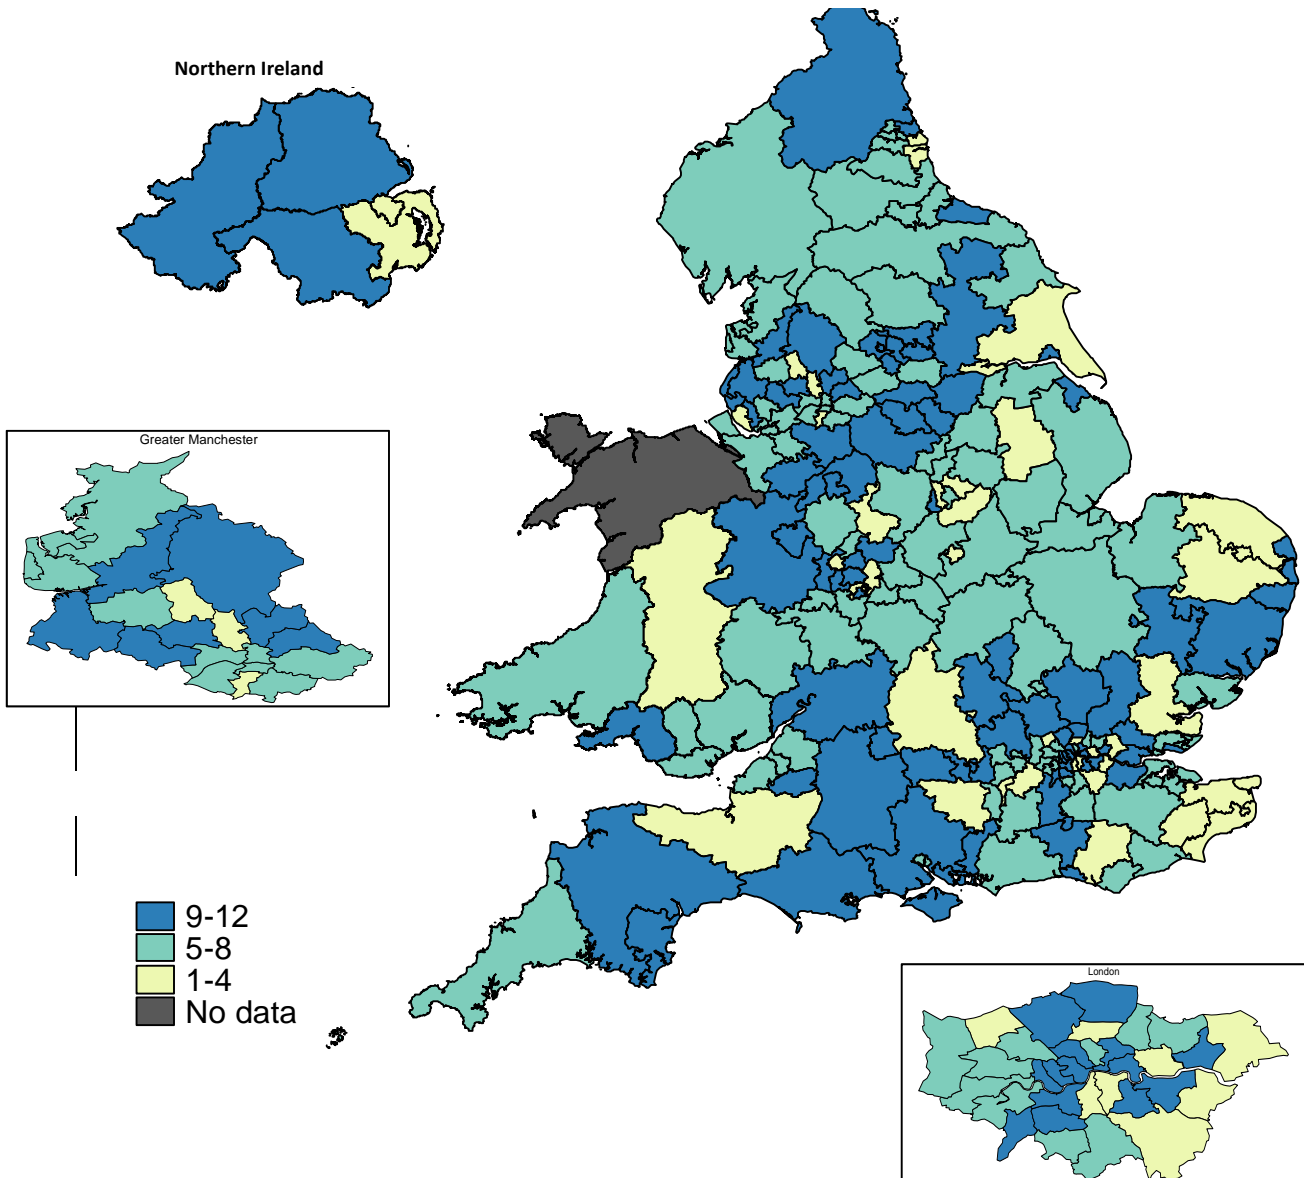 Northern Ireland
Greater Manchester
9-12
5-8
1-4
No data
London